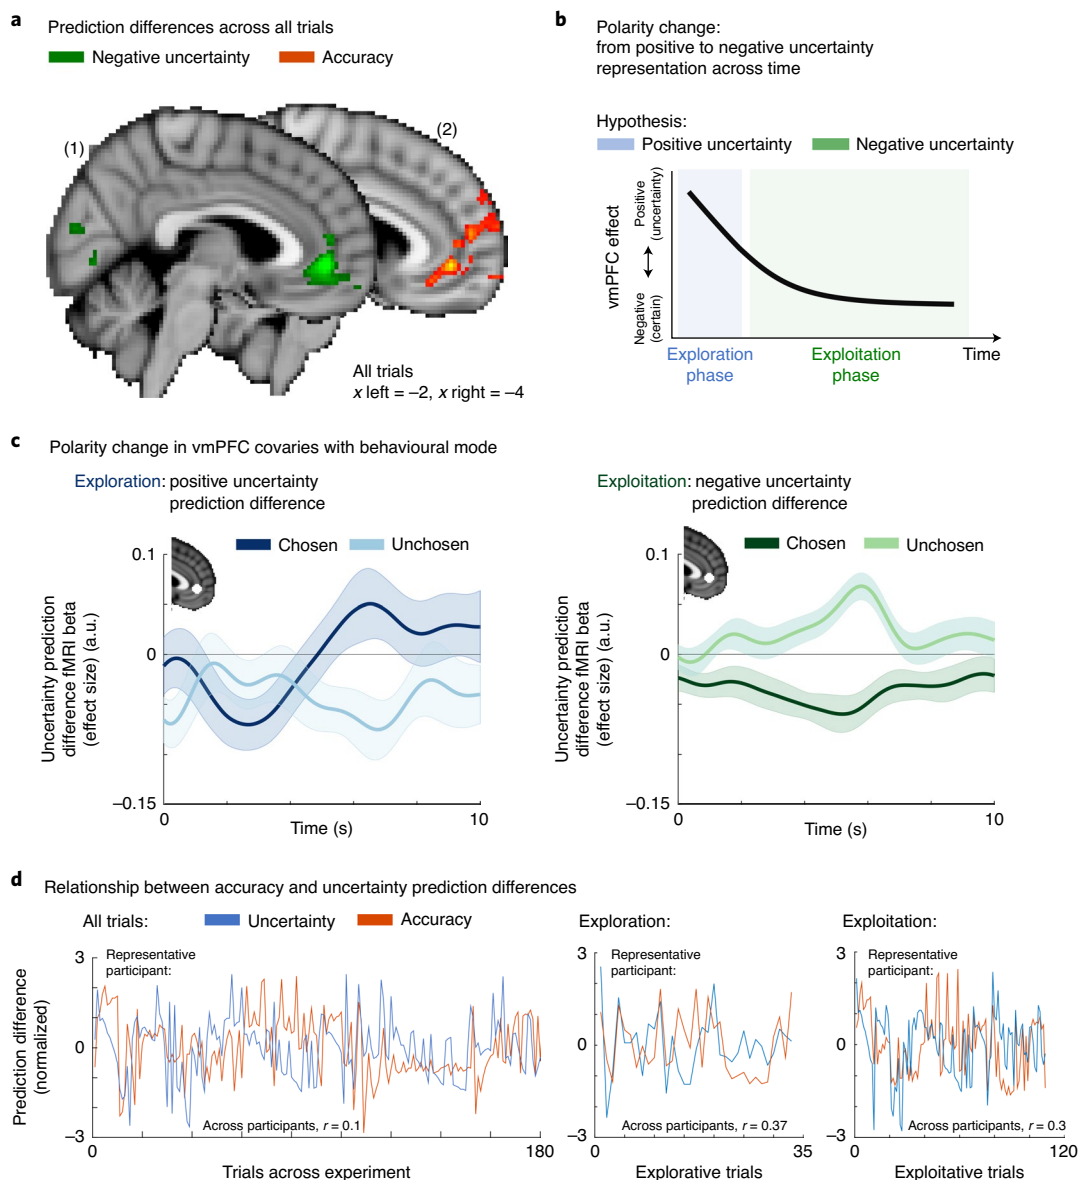 a
Prediction differences across all trials
Negative uncertainty
Accuracy
(1)
(2)
All trials
x left = –2, x right = –4
b
Polarity change:
from positive to negative uncertainty
representation across time
Hypothesis:
Positive uncertainty
Negative uncertainty
vmPFC effect
Positive
(uncertainty)
Negative
(certain)
Exploration
phase
Exploitation
phase
Time
c
Polarity change in vmPFC covaries with behavioural mode
Exploration: positive uncertainty
prediction difference
Chosen
Unchosen
Uncertainty prediction
difference fMRI beta
(effect size) (a.u.)
0.1
0
–0.15
0
10
Time (s)
Exploitation: negative uncertainty
prediction difference
Chosen
Unchosen
Uncertainty prediction
difference fMRI beta
(effect size) (a.u.)
0.1
0
–0.15
0
10
Time (s)
d
Relationship between accuracy and uncertainty prediction differences
All trials:
Uncertainty
Accuracy
Prediction difference
(normalized)
3
0
–3
Representative
participant:
Across participants, r = 0.1
0
180
Trials across experiment
Exploration:
3
0
–3
Representative
participant:
Across participants, r = 0.37
0
35
Explorative trials
Exploitation:
3
0
–3
Representative
participant:
Across participants, r = 0.3
0
120
Exploitative trials